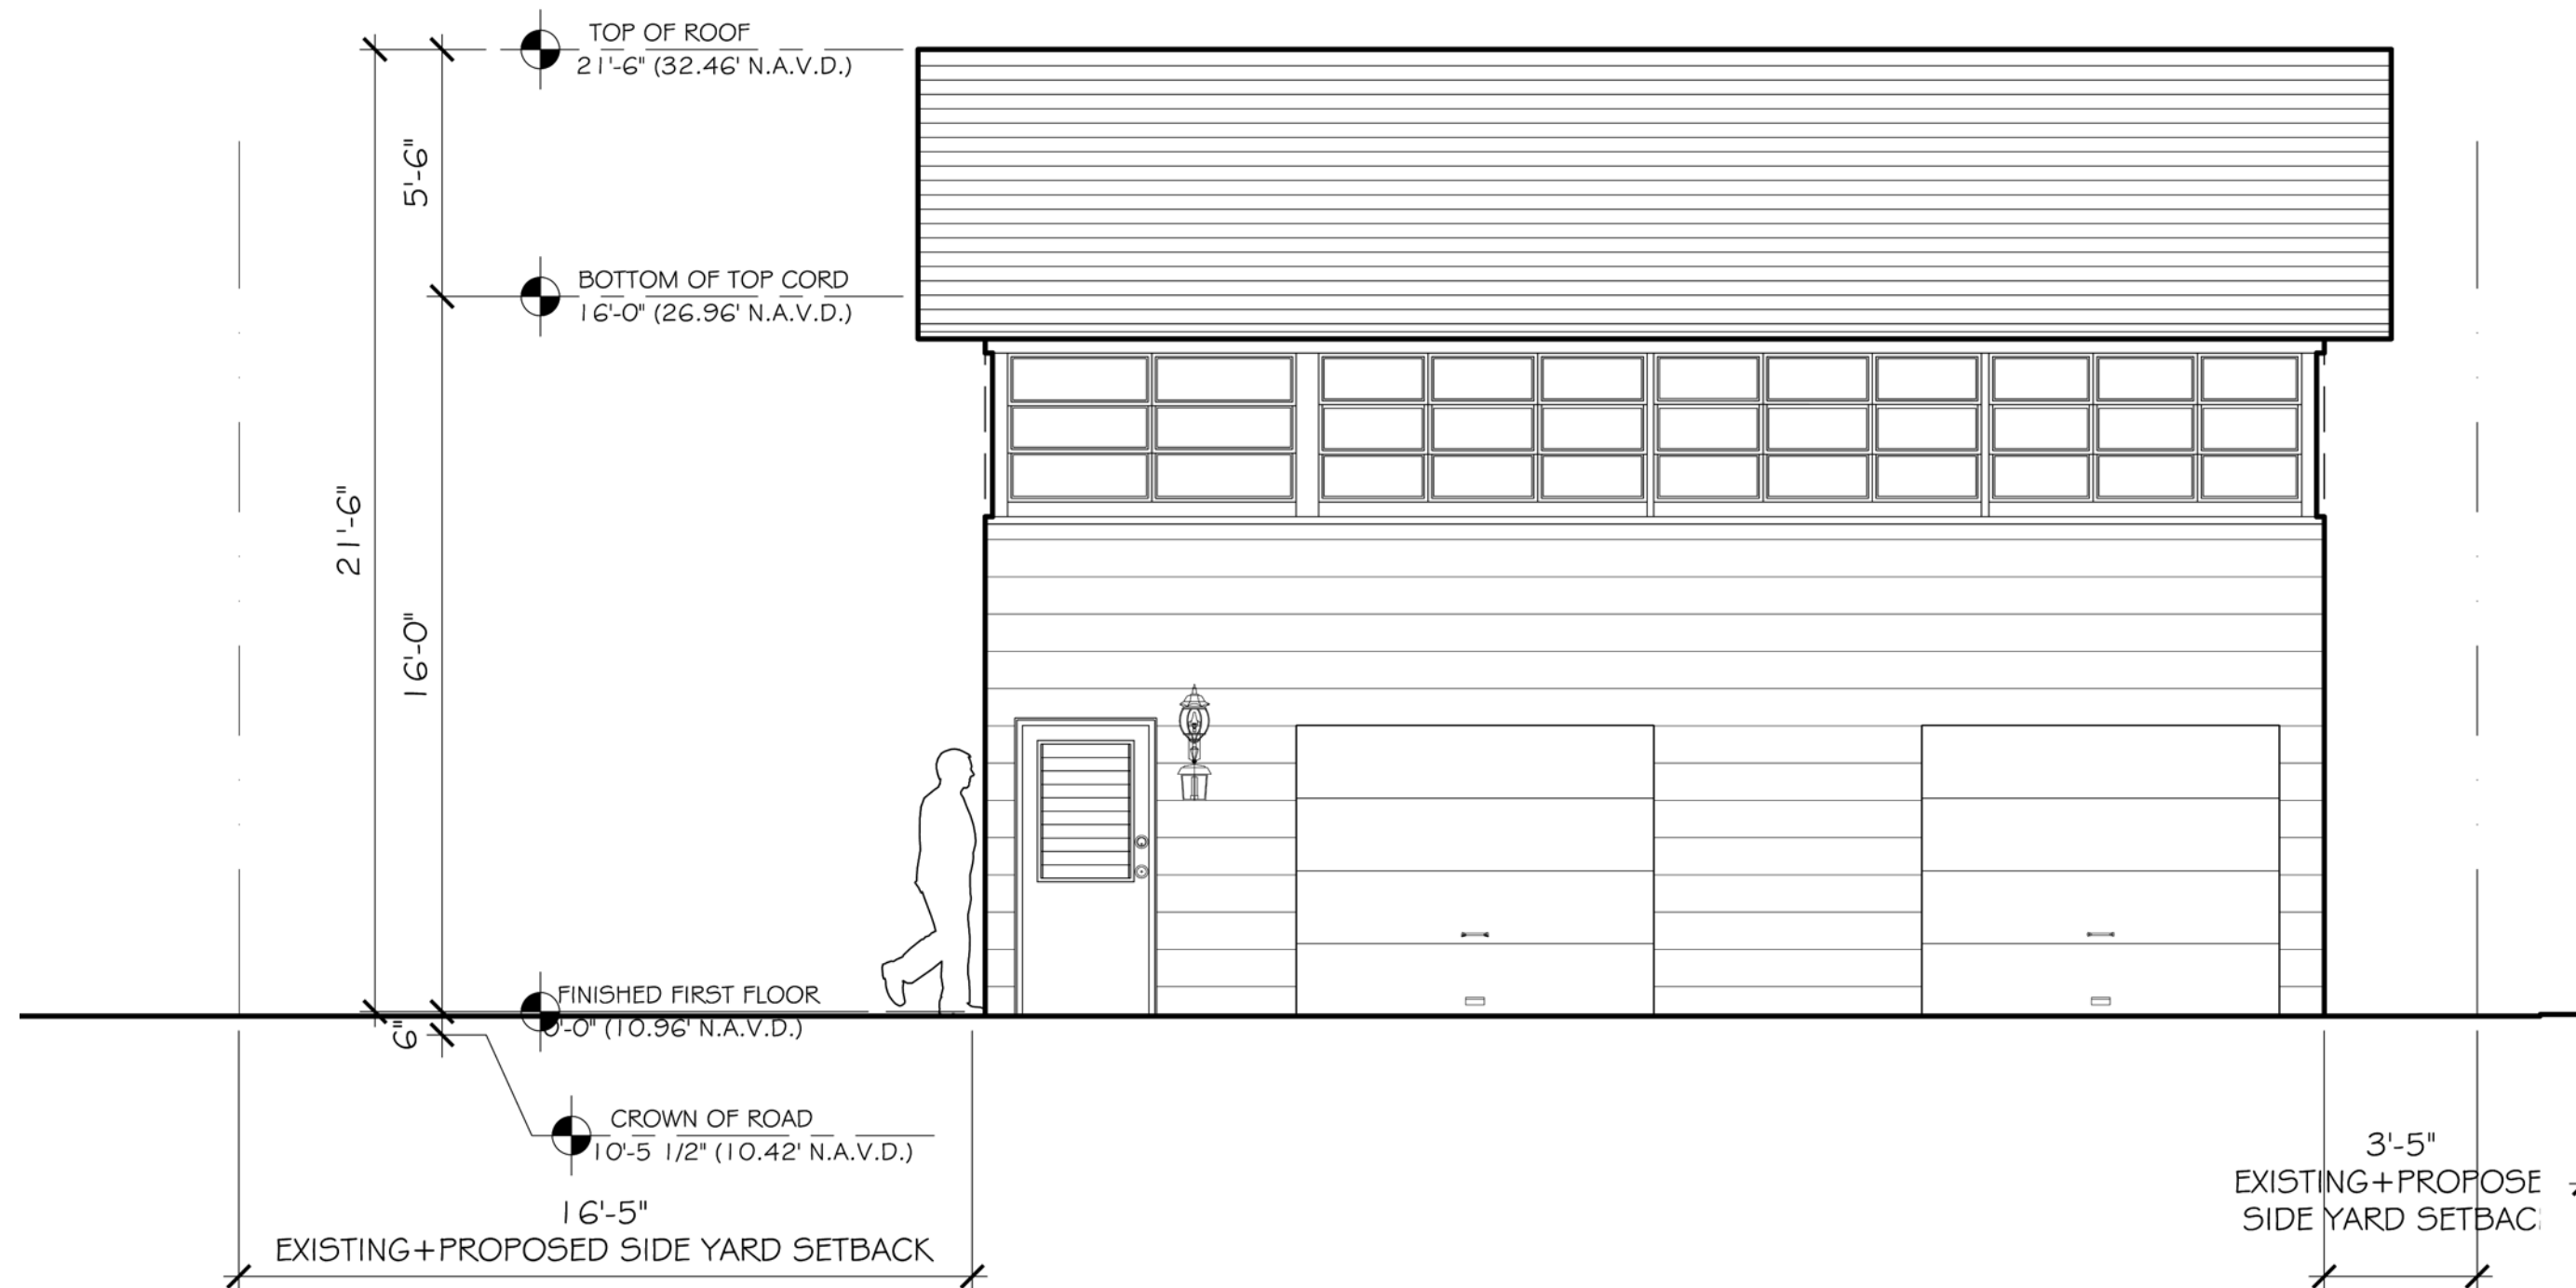 TOP OF ROOF
21'-6" (32.46' N.A.V.D.)
5'-6"
BOTTOM OF TOP CORD
16'-0" (26.96' N.A.V.D.)
21'-6"
16'-0"
FINISHED FIRST FLOOR
0'-0" (10.96' N.A.V.D.)
6"
CROWN OF ROAD
10'-5 1/2" (10.42' N.A.V.D.)
16'-5"
EXISTING+PROPOSED SIDE YARD SETBACK
3'-5"
EXISTING+PROPOSE
SIDE YARD SETBAC